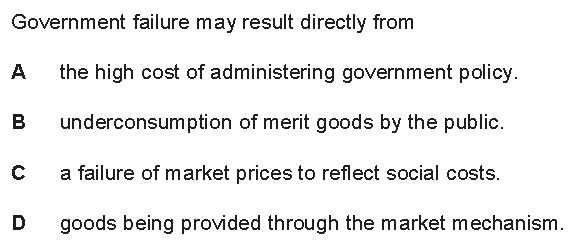 Government failure may result directly from
A the high cost of administering government policy.
B underconsumption of merit goods by the public.
C a failure of market prices to reflect social costs.
D goods being provided through the market mechanism.